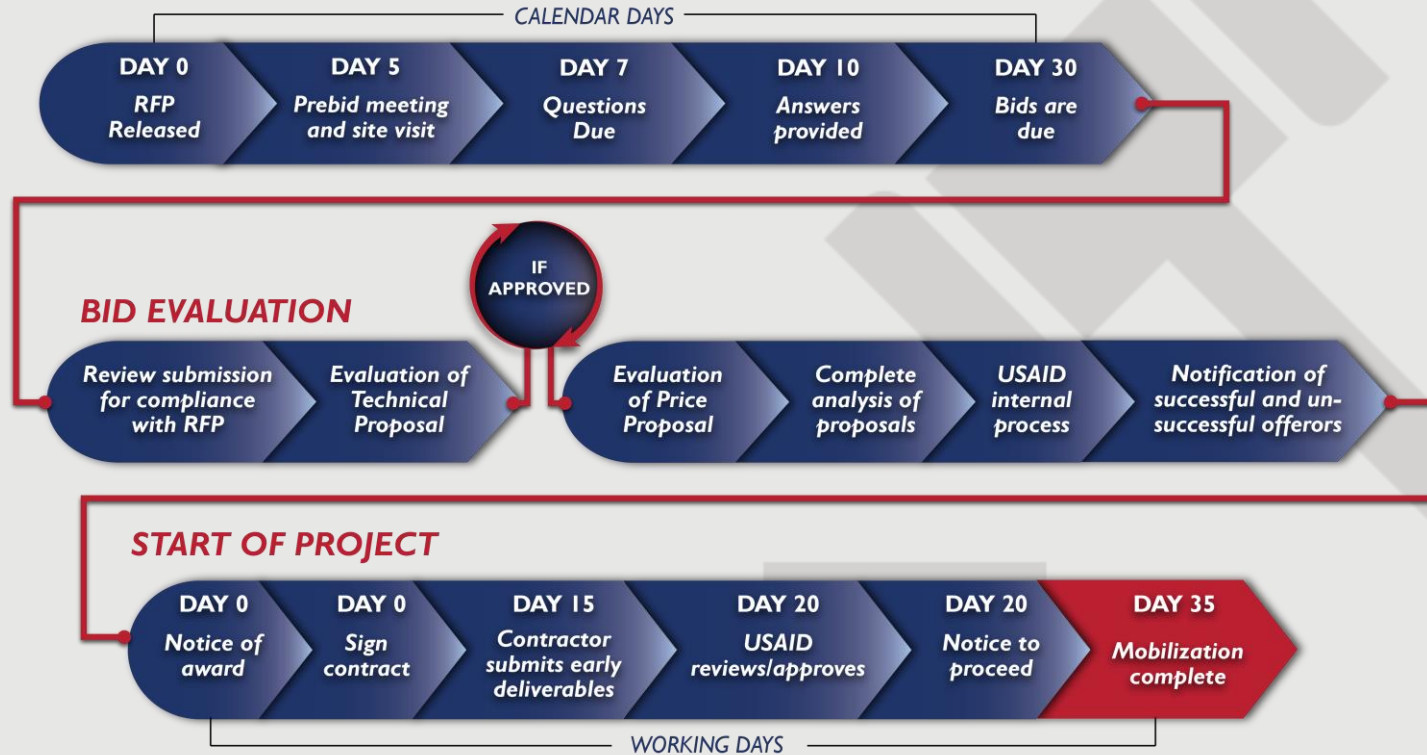 CALENDAR DAYS
DAY 0
RFP
Released
DAY 5
Prebid meeting
and site visit
DAY 7
Questions
Due
DAY 10
Answers
provided
DAY 30
Bids are
due
IF
APPROVED
BID EVALUATION
Review submission
for compliance
with RFP
Evaluation of
Technical
Proposal
Evaluation
of Price
Proposal
Complete
analysis of
proposals
USAID
internal
process
Notification of
successful and un-
successful offerors
START OF PROJECT
DAY 0
Notice of
award
DAY 0
Sign
contract
DAY 15
Contractor
submits early
deliverables
DAY 20
USAID
reviews/approves
DAY 20
Notice to
proceed
DAY 35
Mobilization
complete
WORKING DAYS